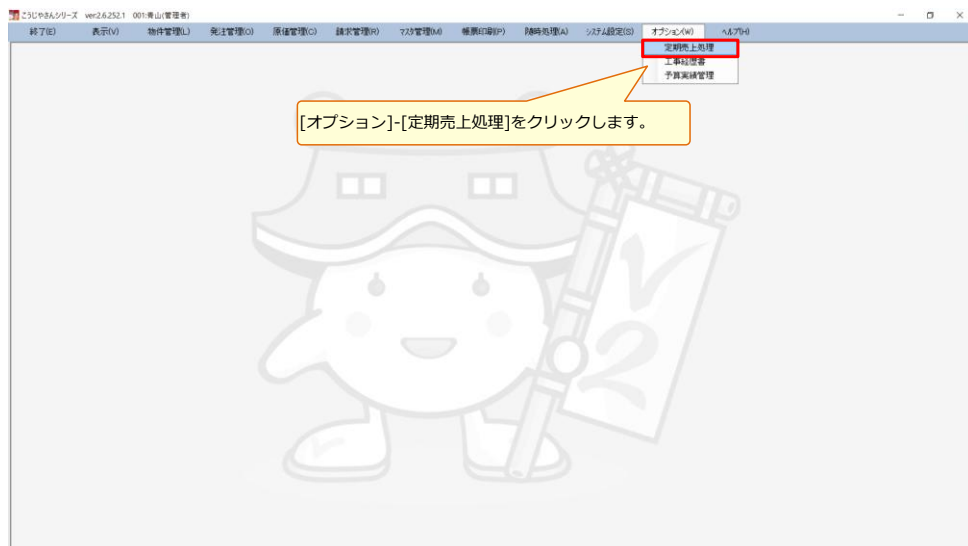 こうじやさんシリーズ ver.2.6.252.1 001:青山(管理者)
終了(E) 表示(V) 物件管理(L) 発注管理(O) 原価管理(C) 請求管理(R) マスタ管理(M) 帳票印刷(P) 随時処理(A) システム設定(S) オプション(W) ヘルプ(H)
定期売上処理
工事経歴書
予算実績管理
[オプション]-[定期売上処理]をクリックします。
V2